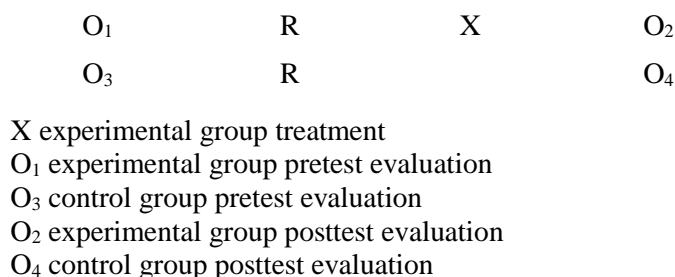 O₁ R X O₂
O₃ R O₄
X experimental group treatment
O₁ experimental group pretest evaluation
O₃ control group pretest evaluation
O₂ experimental group posttest evaluation
O₄ control group posttest evaluation